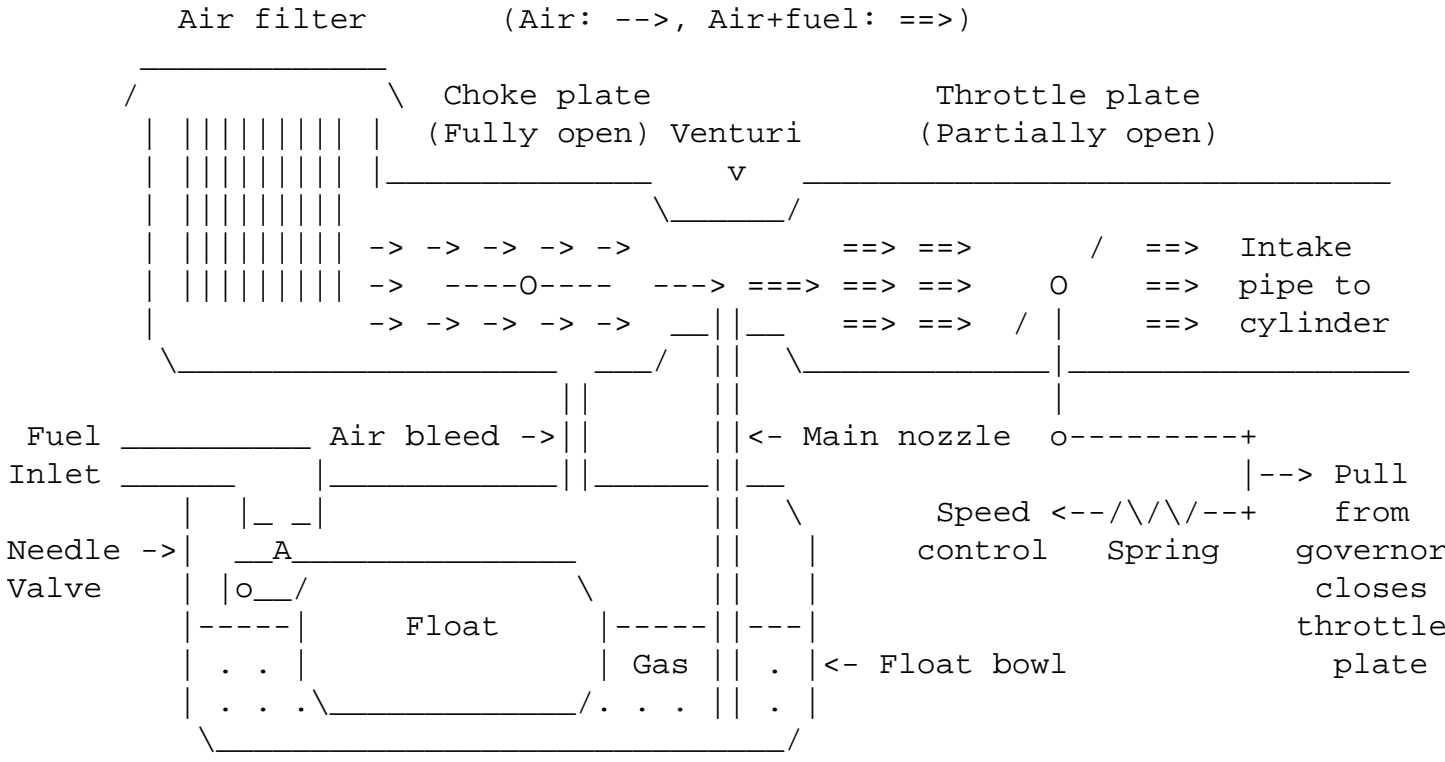 Air filter (Air: -->, Air+fuel: ==>)
Choke plate Throttle plate
(Fully open) Venturi (Partially open)
v
-> -> -> -> -> ==> ==> / ==> Intake
-> ----O---- ---> ===> ==> ==> O ==> pipe to
-> -> -> -> -> ==> ==> / | ==> cylinder
Fuel Air bleed -> <- Main nozzle o---------+
Inlet |--> Pull
Speed <--/\/\/--+ from
Needle -> A control Spring governor
Valve o closes
Float throttle
Gas <- Float bowl plate